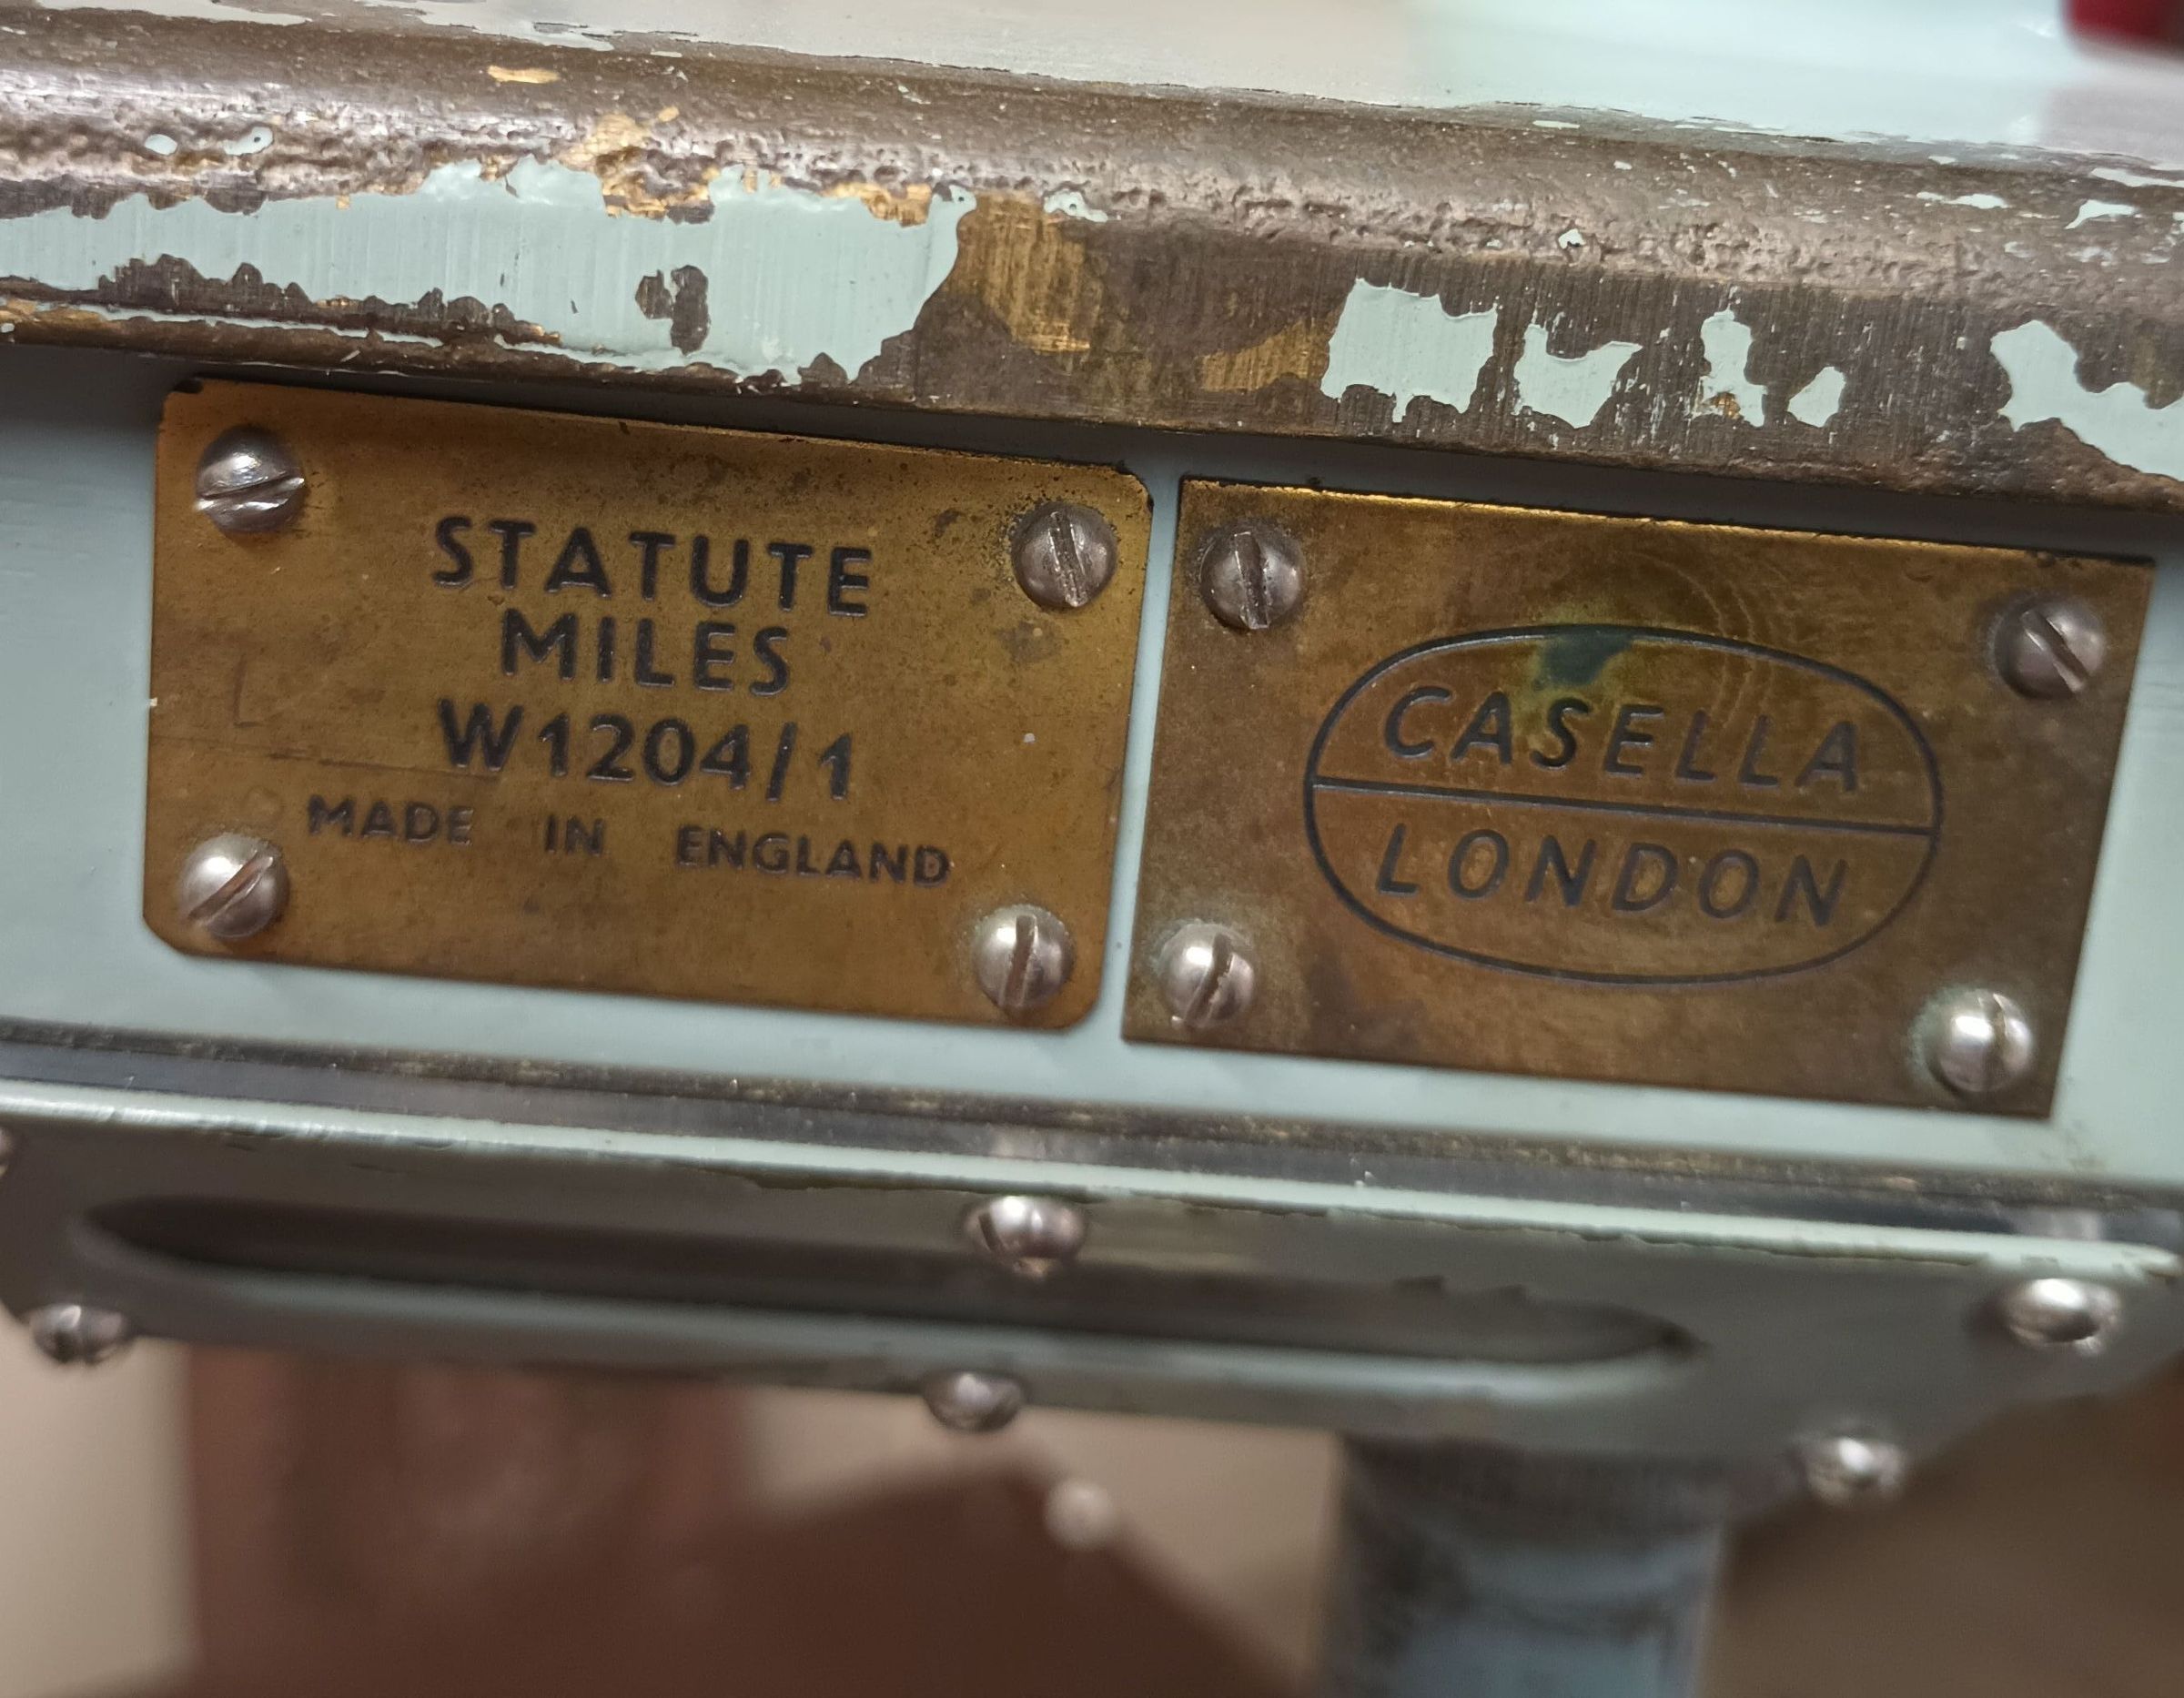 STATUTE
MILES
W1204/1
MADE IN ENGLAND
CASELLA
LONDON